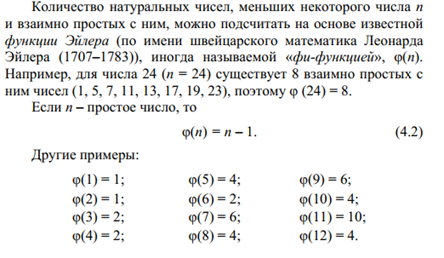 Количество натуральных чисел, меньших некоторого числа n
и взаимно простых с ним, можно подсчитать на основе известной
функции Эйлера (по имени швейцарского математика Леонарда
Эйлера (1707–1783)), иногда называемой «фи-функцией», φ(n).
Например, для числа 24 (n = 24) существует 8 взаимно простых с
ним чисел (1, 5, 7, 11, 13, 17, 19, 23), поэтому φ (24) = 8.
Если n – простое число, то
φ(n) = n – 1. (4.2)
Другие примеры:
φ(1) = 1; φ(5) = 4; φ(9) = 6;
φ(2) = 1; φ(6) = 2; φ(10) = 4;
φ(3) = 2; φ(7) = 6; φ(11) = 10;
φ(4) = 2; φ(8) = 4; φ(12) = 4.